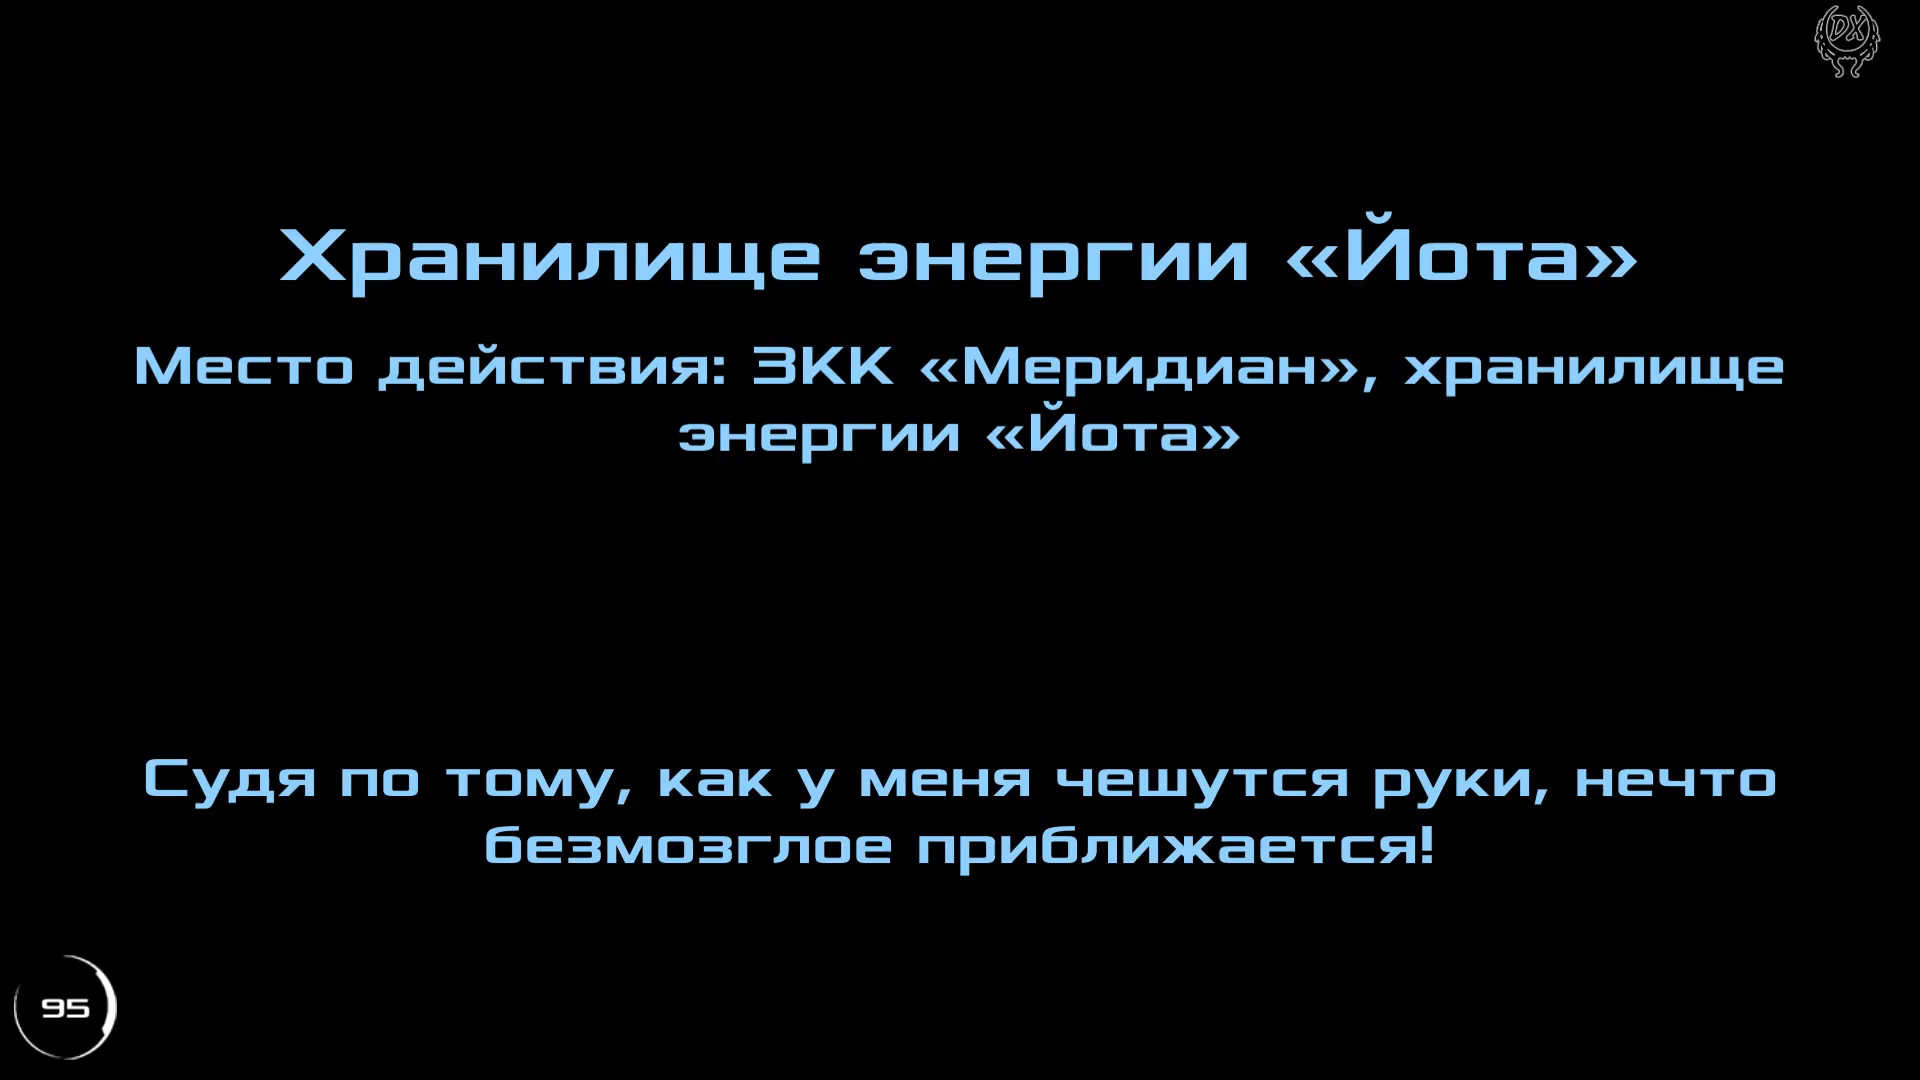 DX
Хранилище энергии «Йота»
Место действия: ЗКК «Меридиан», хранилище
энергии «Йота»
Судя по тому, как у меня чешутся руки, нечто
безмозглое приближается!
95